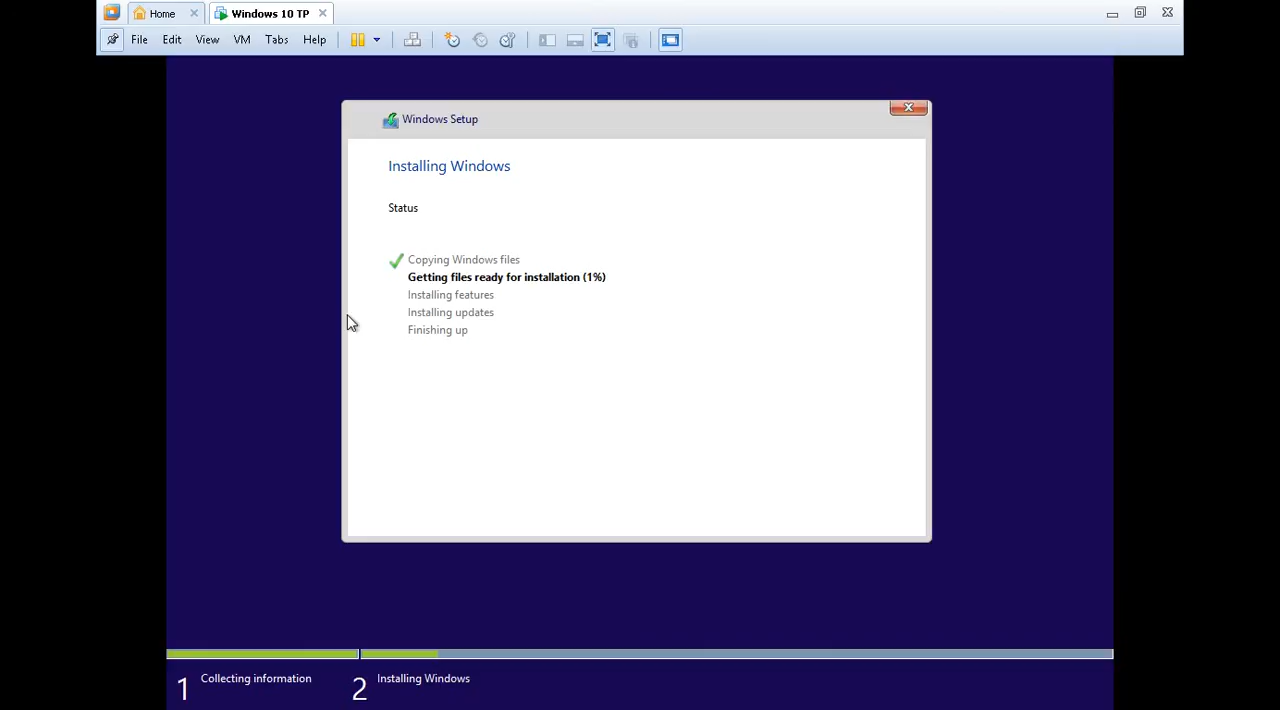 Home Windows 10 TP
File Edit View VM Tabs Help
Windows Setup
Installing Windows
Status
Copying Windows files
Getting files ready for installation (1%)
Installing features
Installing updates
Finishing up
1 Collecting information 2 Installing Windows